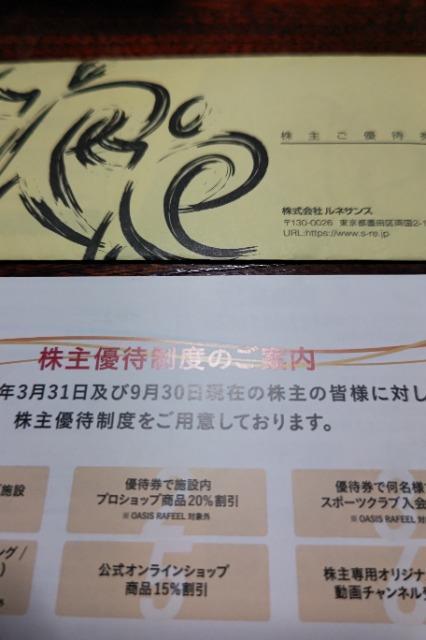 株主ご優待券
株式会社 ルネサンス
〒130-0026 東京都墨田区両国2-1
URL:https://www.s-re.jp
株主優待制度のご案内
年3月31日及び9月30日現在の株主の皆様に対し
株主優待制度をご用意しております。
施設
優待券で施設内
プロショップ商品20%割引
※ OASIS RAFEEL 対象外
優待券で何名様
スポーツクラブ入会
※ OASIS RAFEEL 対
ング /
)
公式オンラインショップ
商品15%割引
株主専用オリジナ
動画チャンネル